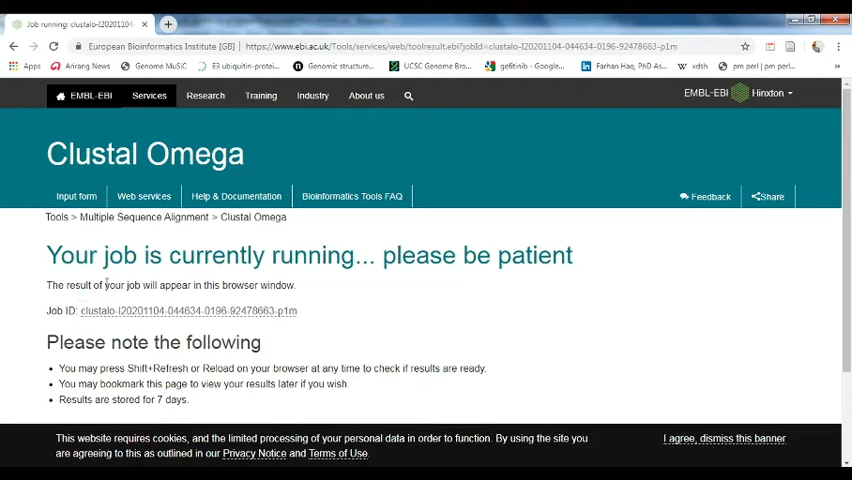 Job running: clustalo-I20201104-
European Bioinformatics Institute [GB] | https://www.ebi.ac.uk/Tools/services/web/toolresult.ebi?jobId=clustalo-I20201104-044634-0196-92478663-p1m
Apps Arirang News Genome MuSiC E3 ubiquitin-protei... Genomic structure... UCSC Genome Bro... gefitinib - Google... Farhan Haq, PhD As... xdsh pm perl | pm perl...
EMBL-EBI Services Research Training Industry About us EMBL-EBI Hinxton
Clustal Omega
Input form Web services Help & Documentation Bioinformatics Tools FAQ Feedback Share
Tools > Multiple Sequence Alignment > Clustal Omega
Your job is currently running... please be patient
The result of your job will appear in this browser window.
Job ID: clustalo-I20201104-044634-0196-92478663-p1m
Please note the following
• You may press Shift+Refresh or Reload on your browser at any time to check if results are ready.
• You may bookmark this page to view your results later if you wish.
• Results are stored for 7 days.
This website requires cookies, and the limited processing of your personal data in order to function. By using the site you
are agreeing to this as outlined in our Privacy Notice and Terms of Use.
I agree, dismiss this banner